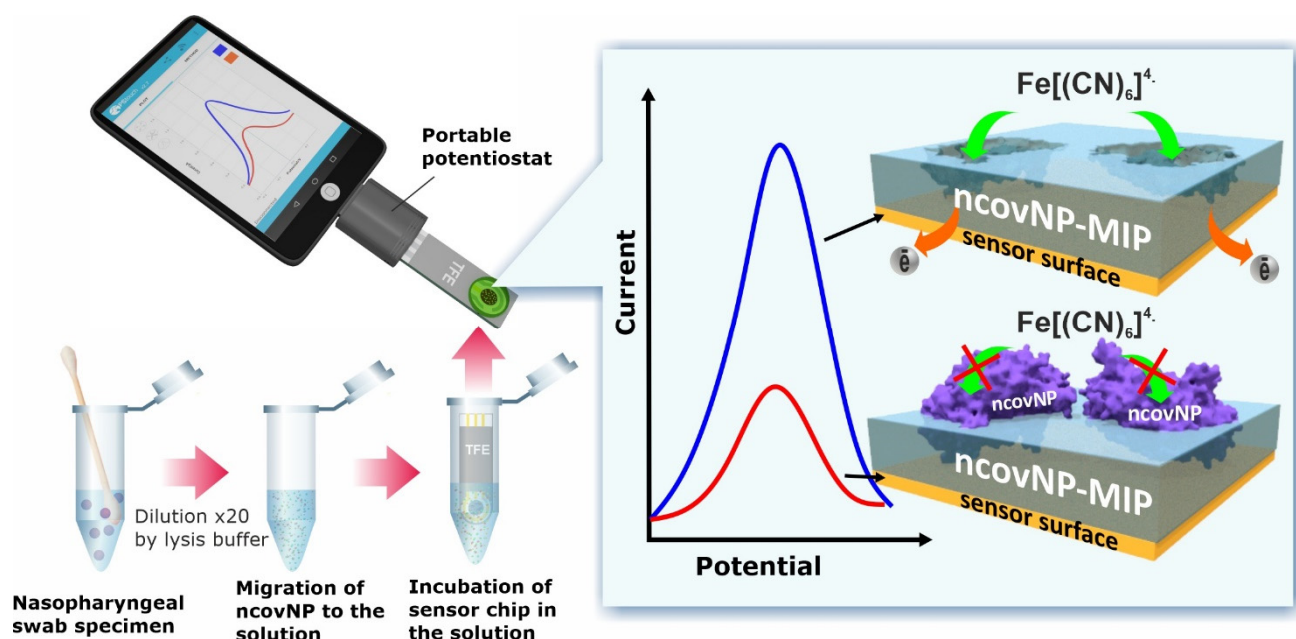 PLOT
Portable
potentiostat
TFE
Dilution x20
by lysis buffer
TFE
Nasopharyngeal
swab specimen
Migration of
ncovNP to the
solution
Incubation of
sensor chip in
the solution
Current
Potential
Fe[(CN)₆]⁴·
ncovNP-MIP
sensor surface
ē
ē
Fe[(CN)₆]⁴·
ncovNP
ncovNP
ncovNP-MIP
sensor surface